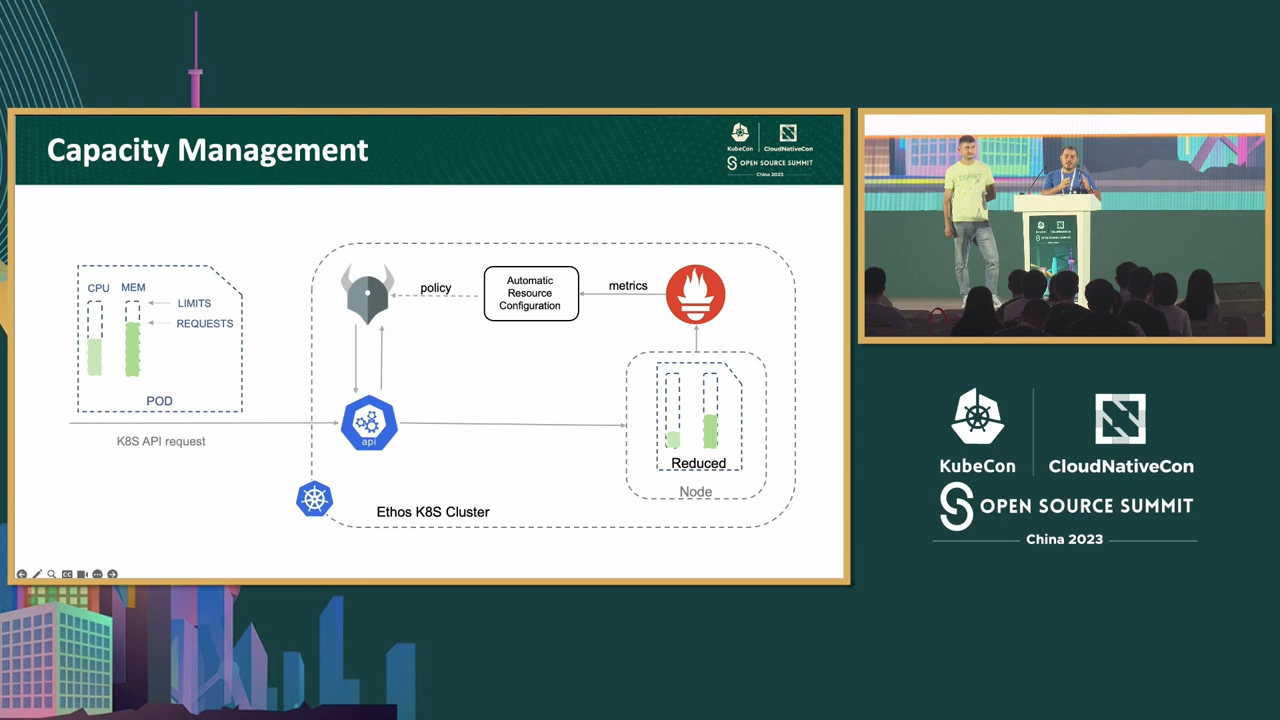 Capacity Management
KubeCon
CloudNativeCon
OPEN SOURCE SUMMIT
China 2023
CPU
MEM
LIMITS
REQUESTS
POD
K8S API request
policy
Automatic
Resource
Configuration
metrics
api
Reduced
Node
Ethos K8S Cluster
KubeCon
CloudNativeCon
OPEN SOURCE SUMMIT
China 2023